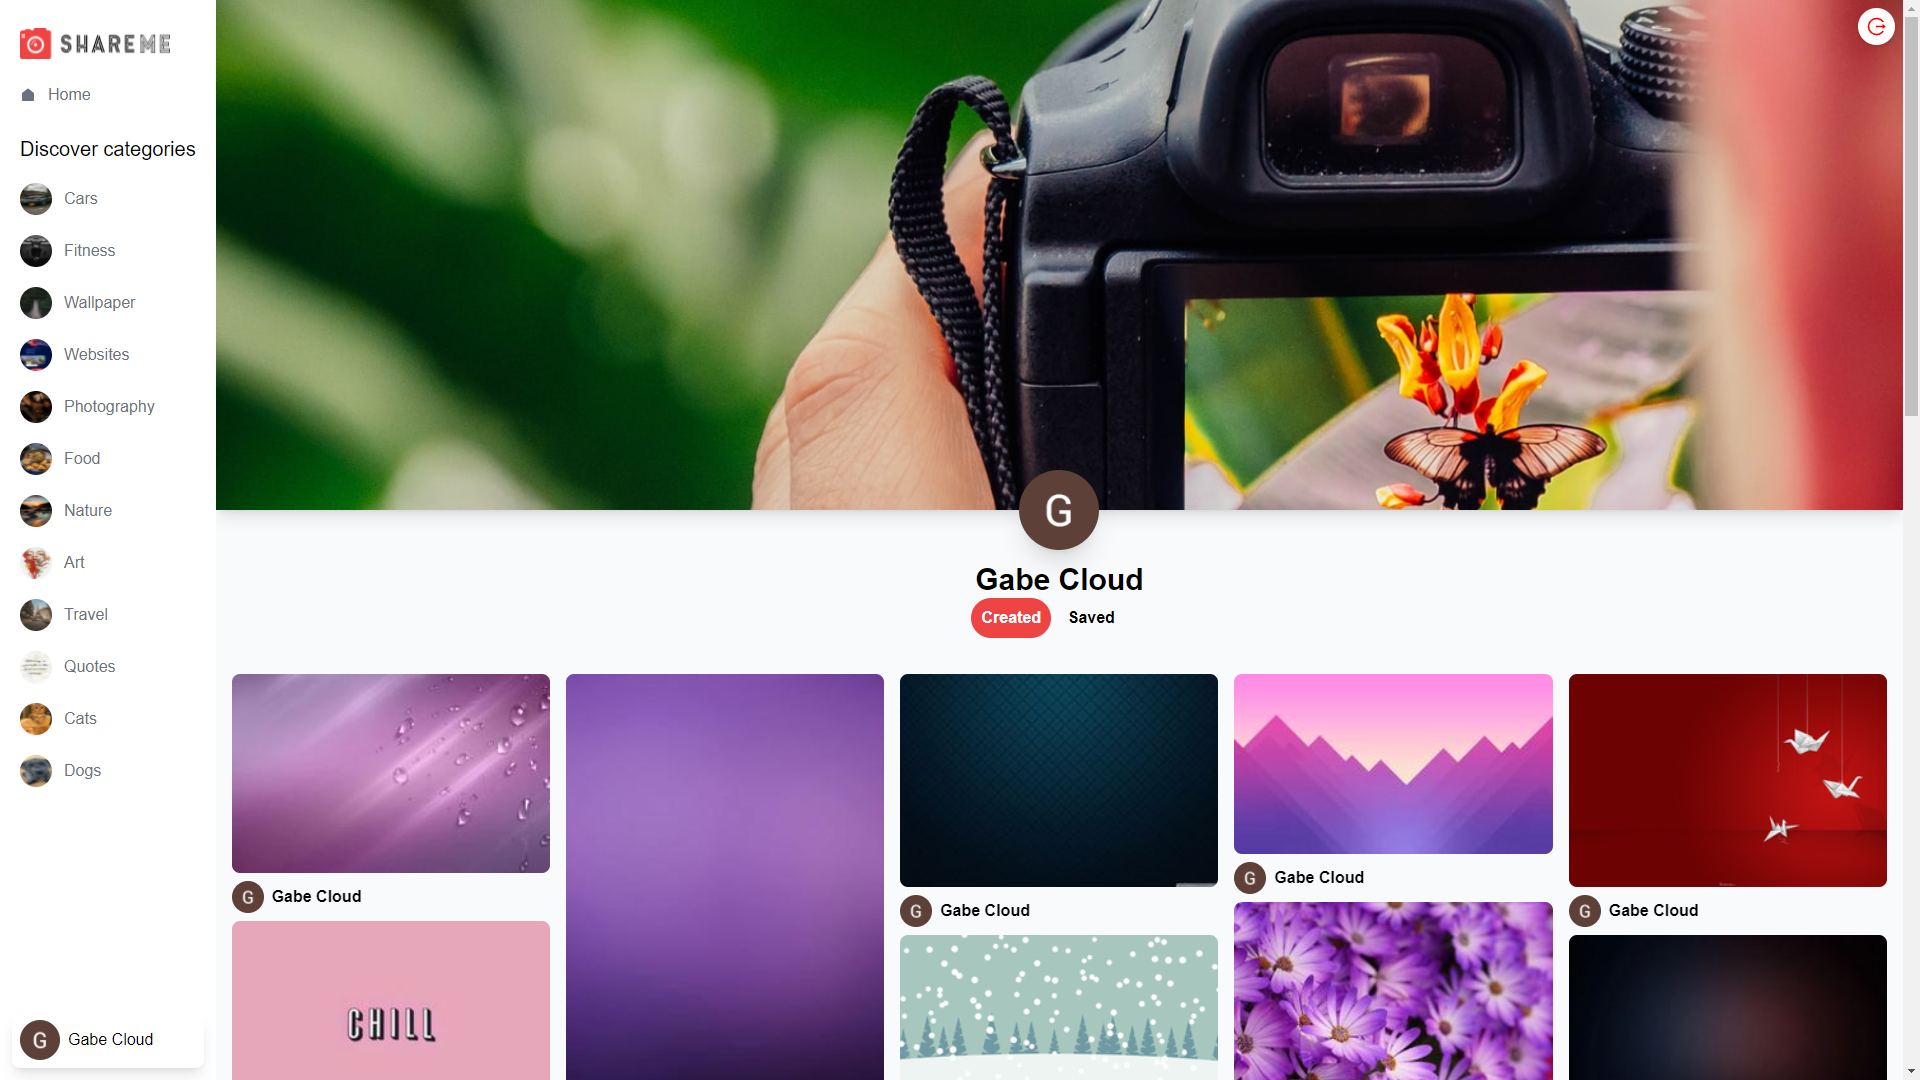 SHAREME
Home
Discover categories
Cars
Fitness
Wallpaper
Websites
Photography
Food
Nature
Art
Travel
Quotes
Cats
Dogs
G Gabe Cloud
G
Gabe Cloud
Created Saved
G Gabe Cloud
CHILL
G Gabe Cloud
G Gabe Cloud
G Gabe Cloud